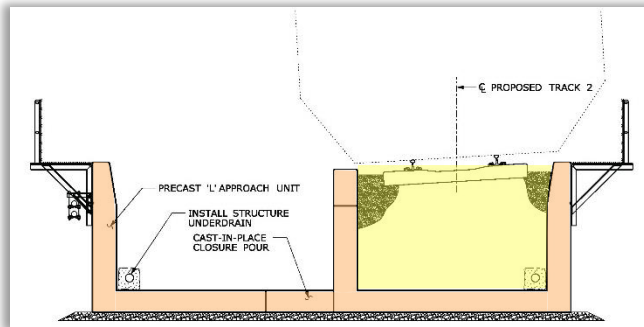 ℄ PROPOSED TRACK 2
PRECAST 'L' APPROACH UNIT
INSTALL STRUCTURE
UNDERDRAIN
CAST-IN-PLACE
CLOSURE POUR